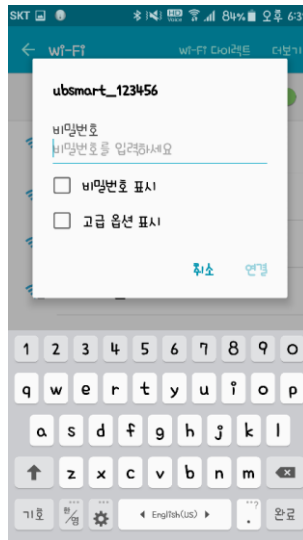 SKT 84% 오후 6:3
Wi-Fi Wi-Fi 다이렉트 더보기
ubsmart_123456
비밀번호
비밀번호를 입력하세요
비밀번호 표시
고급 옵션 표시
취소 연결
1 2 3 4 5 6 7 8 9 0
q w e r t y u i o p
a s d f g h j k l
z x c v b n m
기호 한/영 English(US) . 완료